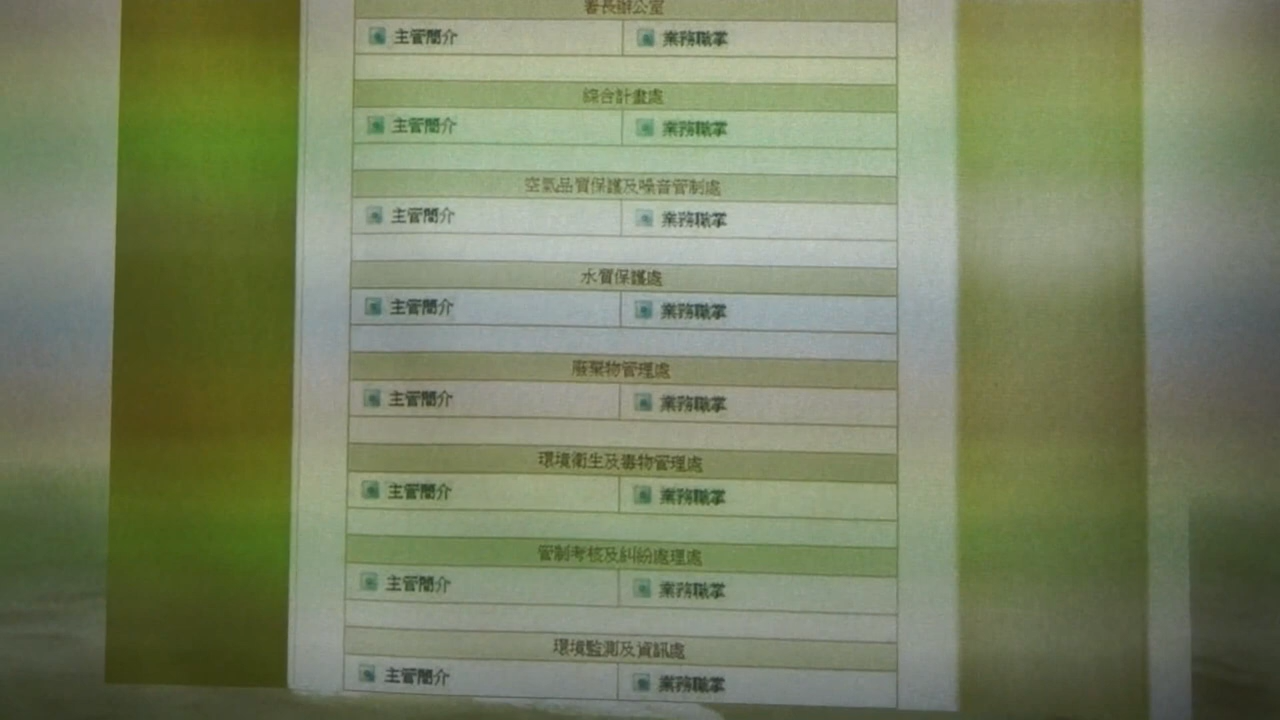 署長辦公室
主管簡介 業務職掌
綜合計畫處
主管簡介 業務職掌
空氣品質保護及噪音管制處
主管簡介 業務職掌
水質保護處
主管簡介 業務職掌
廢棄物管理處
主管簡介 業務職掌
環境衛生及毒物管理處
主管簡介 業務職掌
管制考核及糾紛處理處
主管簡介 業務職掌
環境監測及資訊處
主管簡介 業務職掌